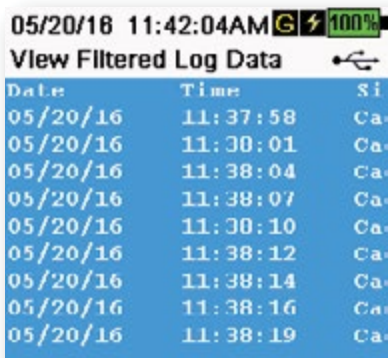 05/20/16 11:42:04AM G 100%
View Filtered Log Data
Date Time Si
05/20/16 11:37:58 Ca
05/20/16 11:38:01 Ca
05/20/16 11:38:04 Ca
05/20/16 11:38:07 Ca
05/20/16 11:38:10 Ca
05/20/16 11:38:12 Ca
05/20/16 11:38:14 Ca
05/20/16 11:38:16 Ca
05/20/16 11:38:19 Ca